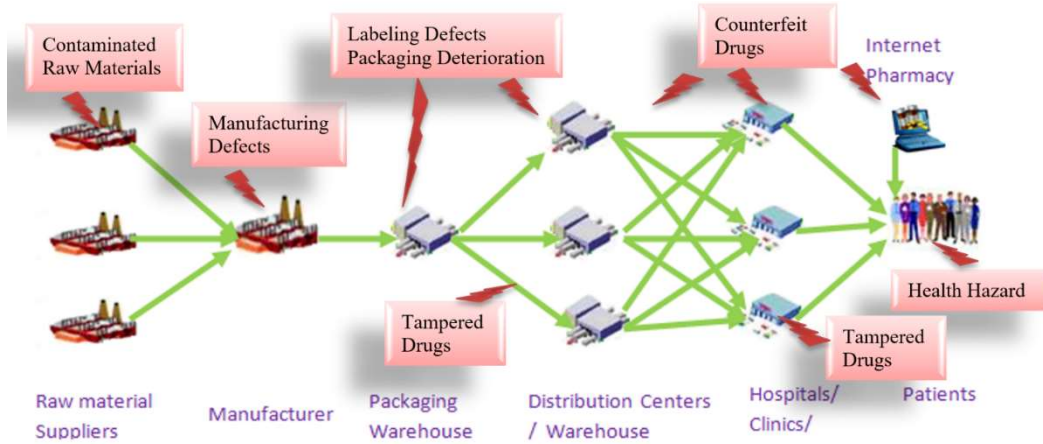 Contaminated
Raw Materials
Manufacturing
Defects
Labeling Defects
Packaging Deterioration
Counterfeit
Drugs
Internet
Pharmacy
Tampered
Drugs
Tampered
Drugs
Health Hazard
Raw material
Suppliers
Manufacturer
Packaging
Warehouse
Distribution Centers
/ Warehouse
Hospitals/
Clinics/
Patients